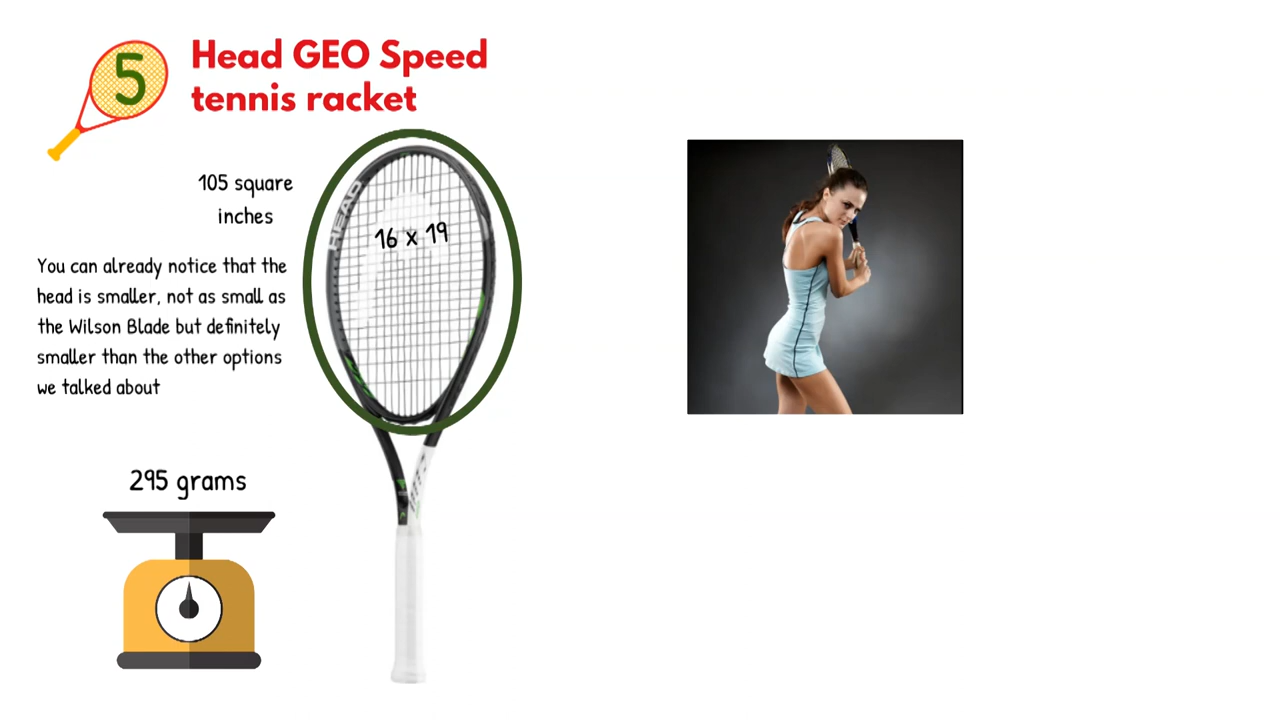 5
Head GEO Speed
tennis racket
105 square
inches
HEAD
16 x 19
You can already notice that the
head is smaller, not as small as
the Wilson Blade but definitely
smaller than the other options
we talked about
295 grams